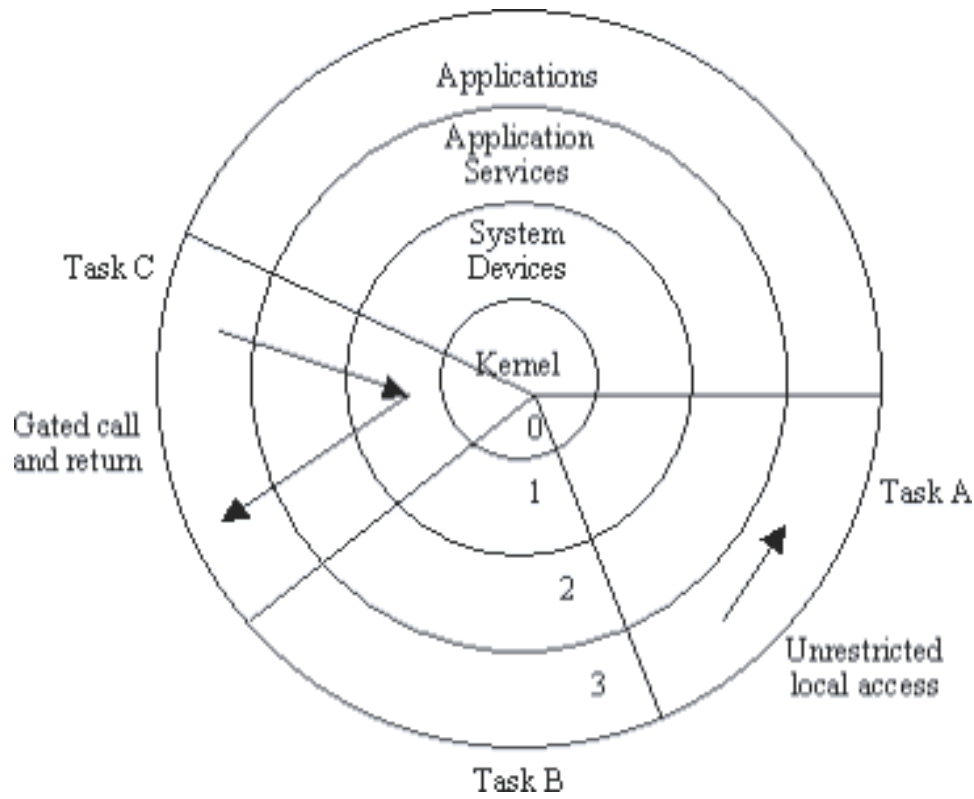 Applications
Application
Services
System
Devices
Task C
Kernel
0
Gated call
and return
1
Task A
2
Unrestricted
local access
3
Task B